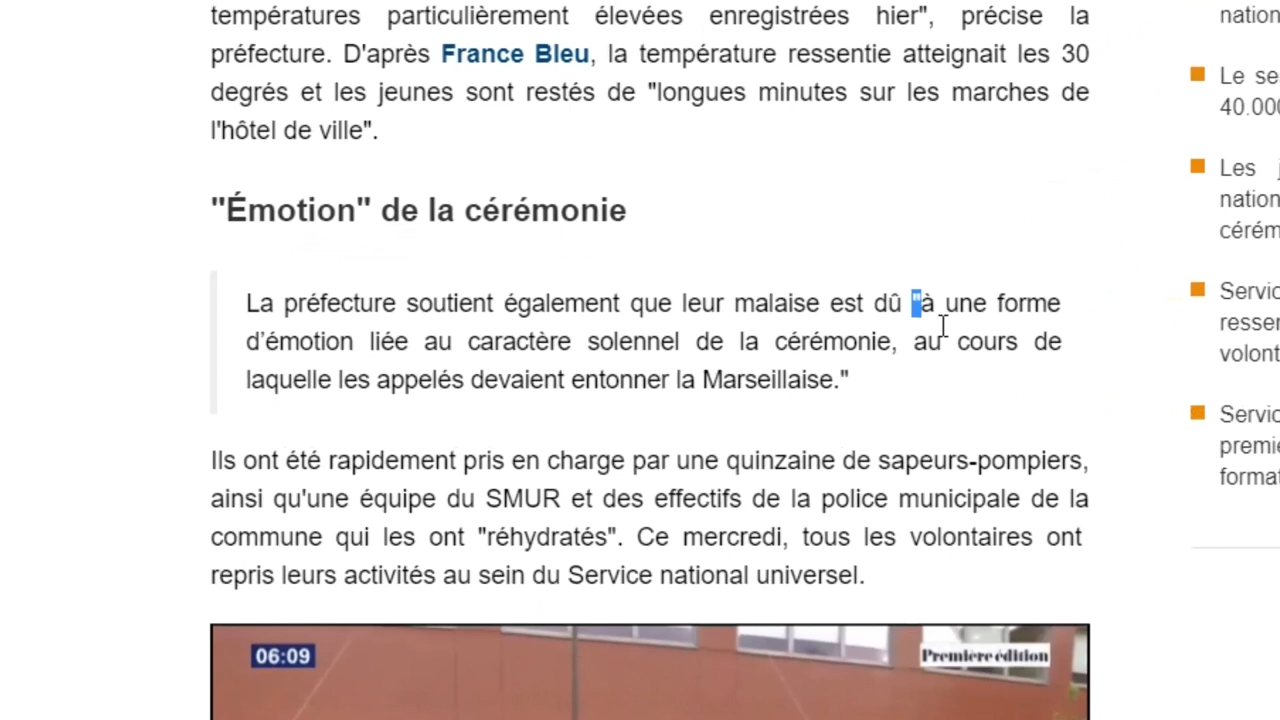 températures particulièrement élevées enregistrées hier", précise la
préfecture. D'après France Bleu, la température ressentie atteignait les 30
degrés et les jeunes sont restés de "longues minutes sur les marches de
l'hôtel de ville".
"Émotion" de la cérémonie
La préfecture soutient également que leur malaise est dû "à une forme
d’émotion liée au caractère solennel de la cérémonie, au cours de
laquelle les appelés devaient entonner la Marseillaise."
Ils ont été rapidement pris en charge par une quinzaine de sapeurs-pompiers,
ainsi qu'une équipe du SMUR et des effectifs de la police municipale de la
commune qui les ont "réhydratés". Ce mercredi, tous les volontaires ont
repris leurs activités au sein du Service national universel.
06:09
Première édition
nation
Le se
40.000
Les j
nation
cérém
Servic
resser
volont
Servic
premiè
format